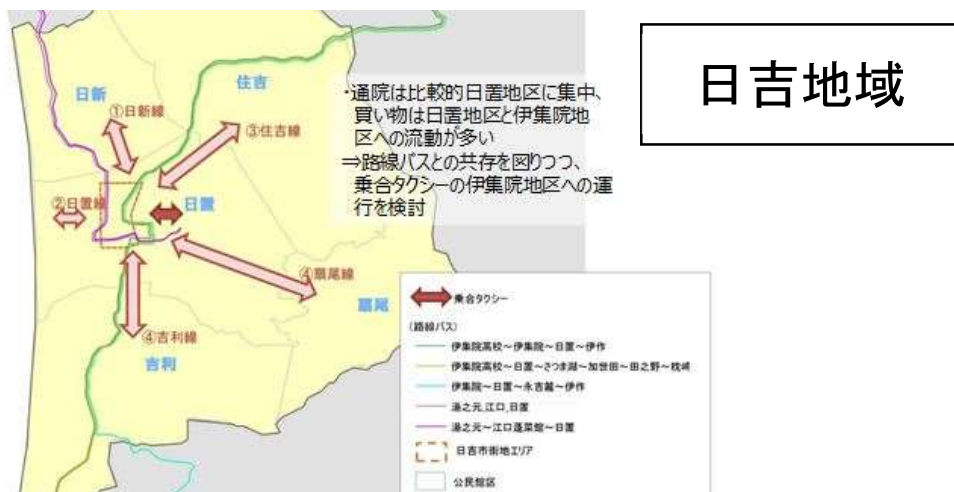 日吉地域
・通院は比較的日置地区に集中、
買い物は日置地区と伊集院地
区への流動が多い
⇒路線バスとの共存を図りつつ、
乗合タクシーの伊集院地区への運
行を検討
住吉
日新
①日新線
③住吉線
②日置線
日置
④扇尾線
扇尾
④吉利線
吉利
乗合タクシー
(路線バス)
伊集院高校～伊集院～日置～伊作
伊集院高校～日置～さつま湖～加世田～田之野～枕崎
伊集院～日置～永吉麓～伊作
湯之元,江口,日置
湯之元～江口蓬菜館～日置
日吉市街地エリア
公民館区